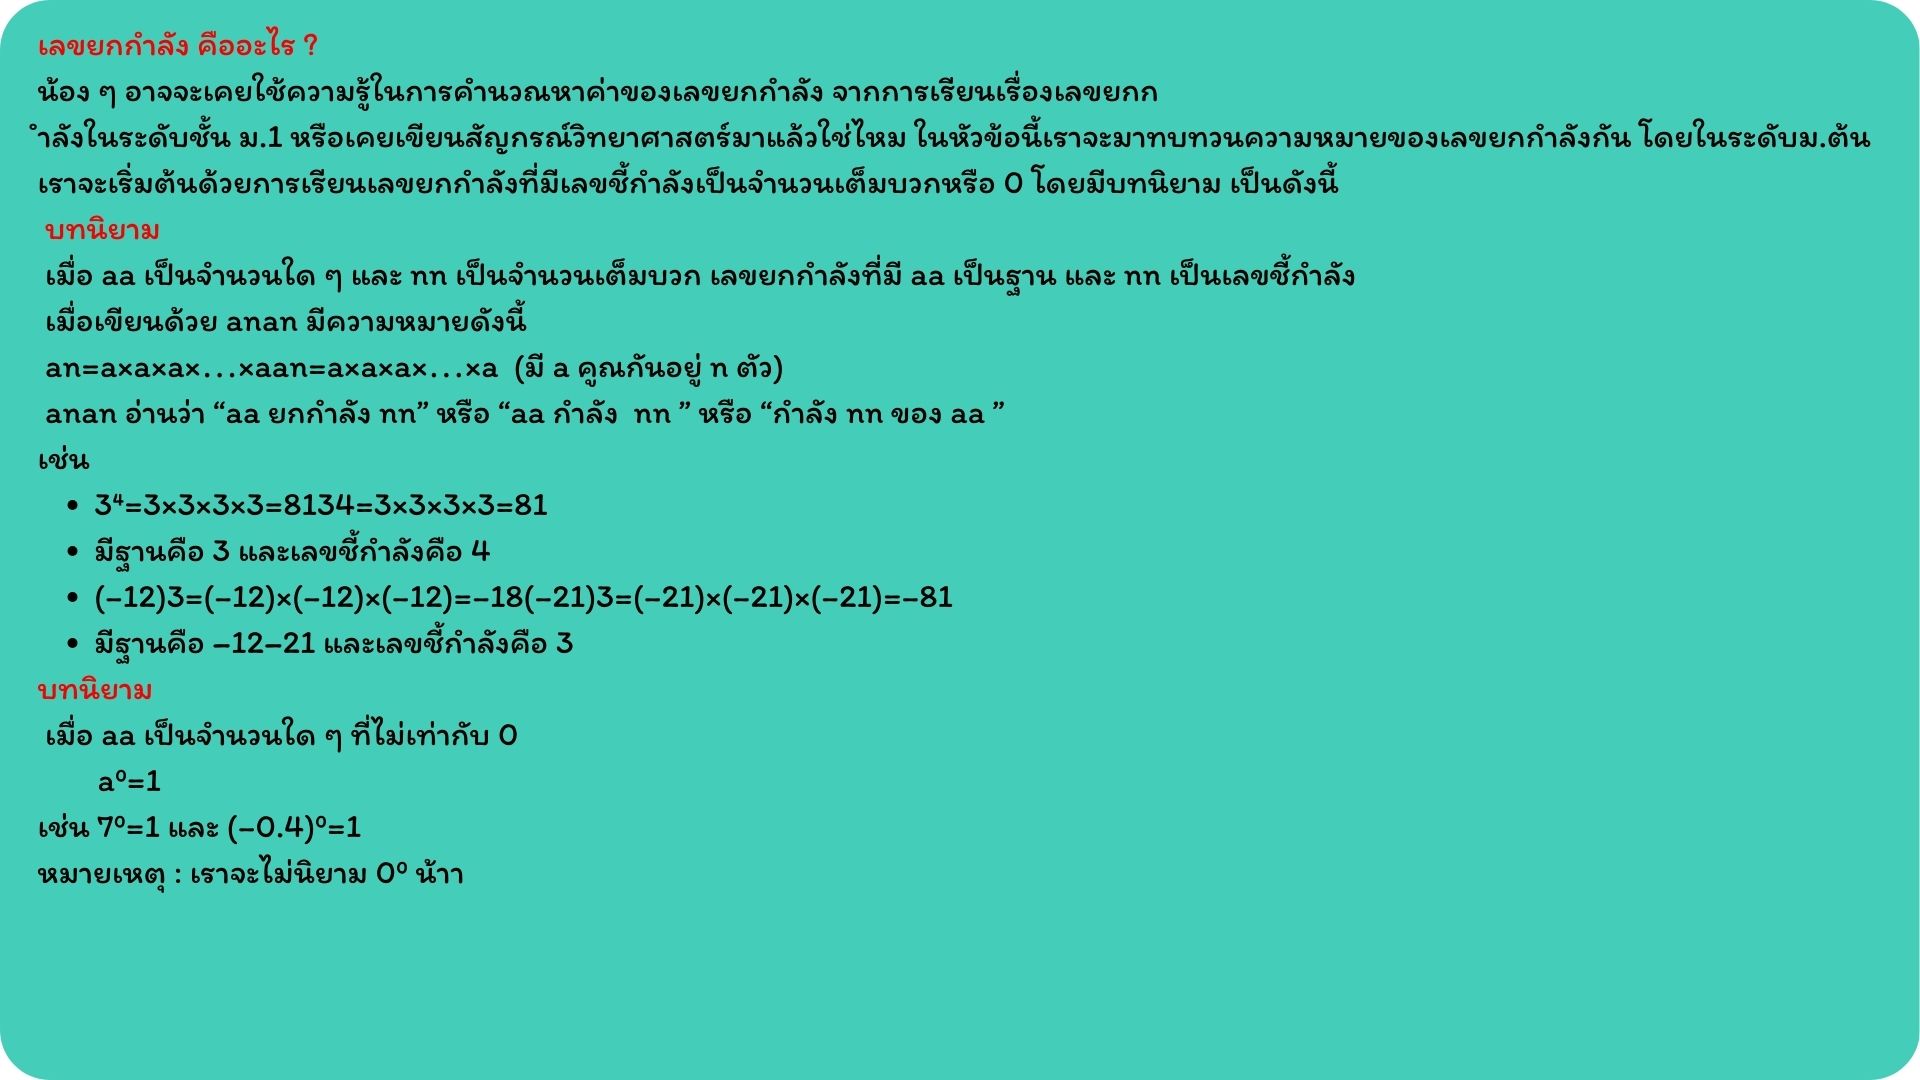 เลขยกกำลัง คืออะไร ?
น้อง ๆ อาจจะเคยใช้ความรู้ในการคำนวณหาค่าของเลขยกกำลัง จากการเรียนเรื่องเลขยกก
ำลังในระดับชั้น ม.1 หรือเคยเขียนสัญกรณ์วิทยาศาสตร์มาแล้วใช่ไหม ในหัวข้อนี้เราจะมาทบทวนความหมายของเลขยกกำลังกัน โดยในระดับม.ต้น
เราจะเริ่มต้นด้วยการเรียนเลขยกกำลังที่มีเลขชี้กำลังเป็นจำนวนเต็มบวกหรือ 0 โดยมีบทนิยาม เป็นดังนี้
บทนิยาม
เมื่อ aa เป็นจำนวนใด ๆ และ nn เป็นจำนวนเต็มบวก เลขยกกำลังที่มี aa เป็นฐาน และ nn เป็นเลขชี้กำลัง
เมื่อเขียนด้วย anan มีความหมายดังนี้
an=a×a×a×…×aan=a×a×a×…×a (มี a คูณกันอยู่ n ตัว)
anan อ่านว่า “aa ยกกำลัง nn” หรือ “aa กำลัง nn ” หรือ “กำลัง nn ของ aa ”
เช่น
• 3⁴=3×3×3×3=8134=3×3×3×3=81
• มีฐานคือ 3 และเลขชี้กำลังคือ 4
• (−12)3=(−12)×(−12)×(−12)=−18(−21)3=(−21)×(−21)×(−21)=−81
• มีฐานคือ −12−21 และเลขชี้กำลังคือ 3
บทนิยาม
เมื่อ aa เป็นจำนวนใด ๆ ที่ไม่เท่ากับ 0
a⁰=1
เช่น 7⁰=1 และ (−0.4)⁰=1
หมายเหตุ : เราจะไม่นิยาม 0⁰ น้าา